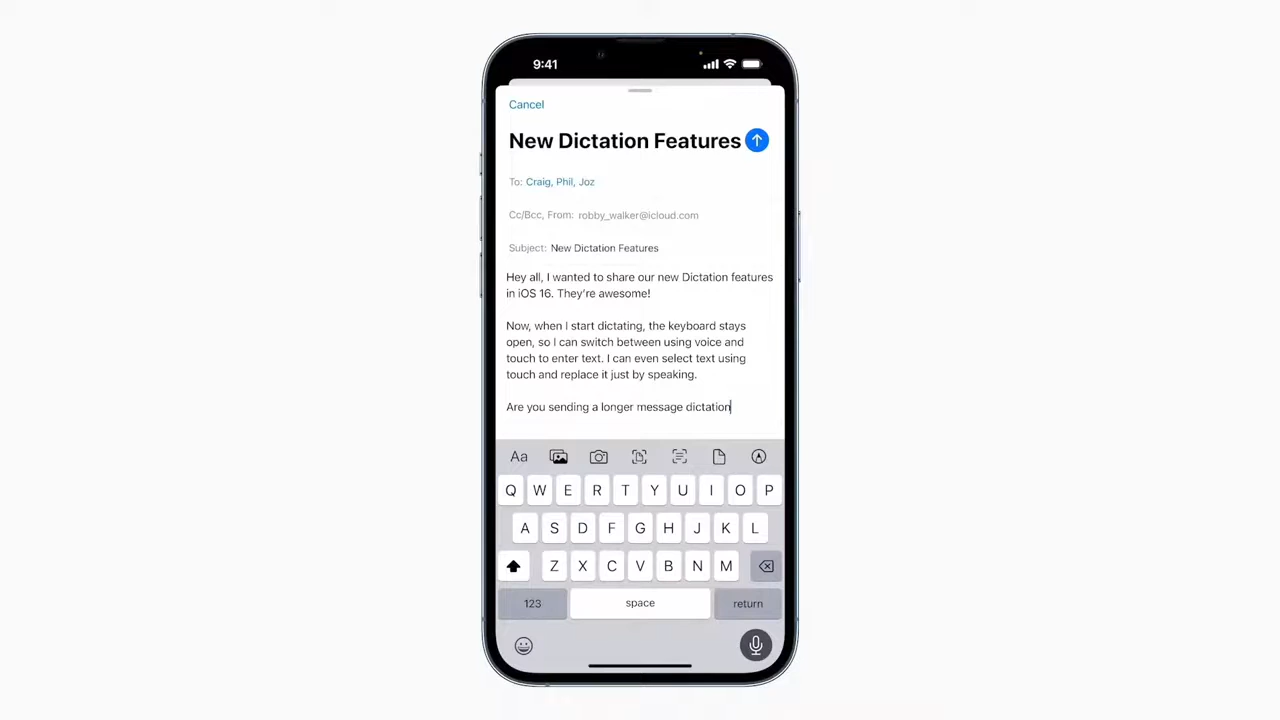 9:41
Cancel
New Dictation Features
To: Craig, Phil, Joz
Cc/Bcc, From: robby_walker@icloud.com
Subject: New Dictation Features
Hey all, I wanted to share our new Dictation features
in iOS 16. They’re awesome!
Now, when I start dictating, the keyboard stays
open, so I can switch between using voice and
touch to enter text. I can even select text using
touch and replace it just by speaking.
Are you sending a longer message dictation
Aa
Q W E R T Y U I O P
A S D F G H J K L
Z X C V B N M
123 space return